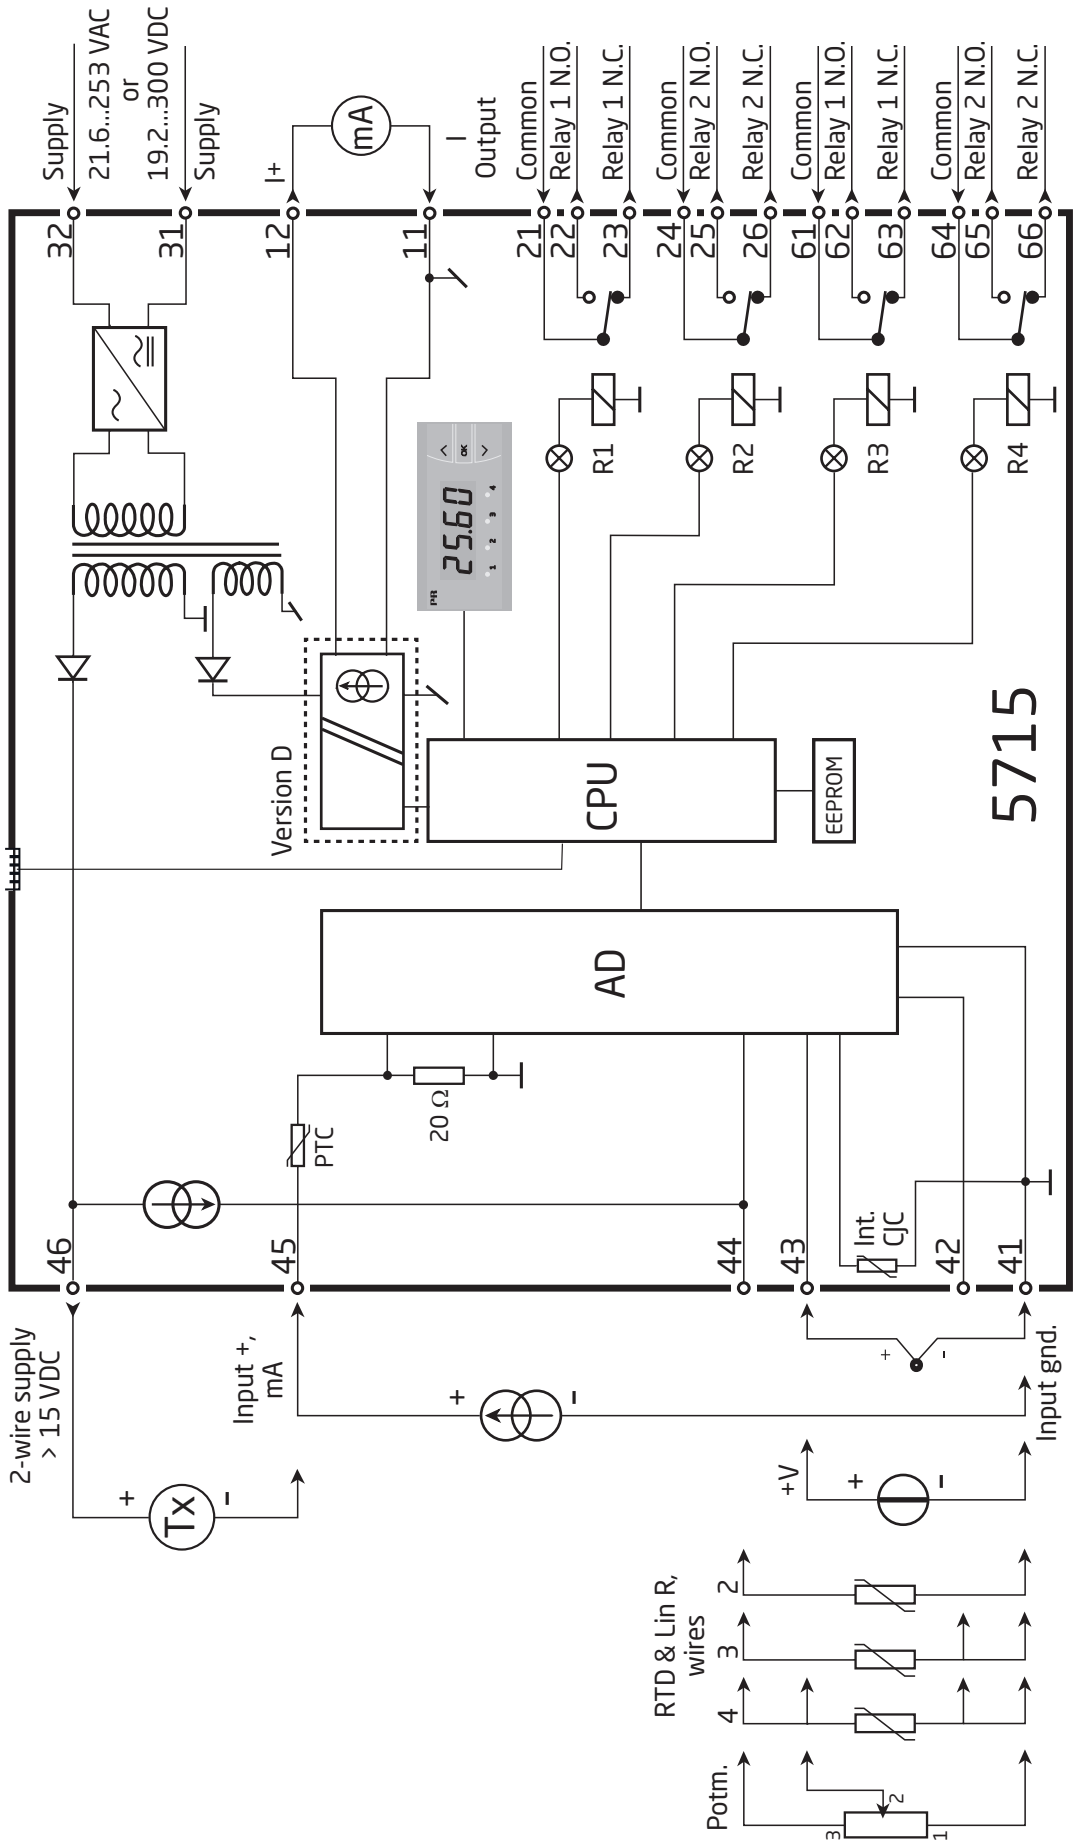 Supply
21.6...253 VAC
or
19.2...300 VDC
Supply
I+
mA
I
Output
Common
Relay 1 N.O.
Relay 1 N.C.
Common
Relay 2 N.O.
Relay 2 N.C.
Common
Relay 1 N.O.
Relay 1 N.C.
Common
Relay 2 N.O.
Relay 2 N.C.
32
31
12
11
21
22
23
24
25
26
61
62
63
64
65
66
PR
25.60
OK
1 2 3 4
R1
R2
R3
R4
Version D
CPU
EEPROM
5715
AD
20 Ω
PTC
Int.
CJC
46
45
44
43
42
41
2-wire supply
> 15 VDC
Input +,
mA
Input gnd.
+ -
+ -
+ -
Tx
+V
+ -
RTD & Lin R,
wires
2
3
4
Potm.
3
2
1